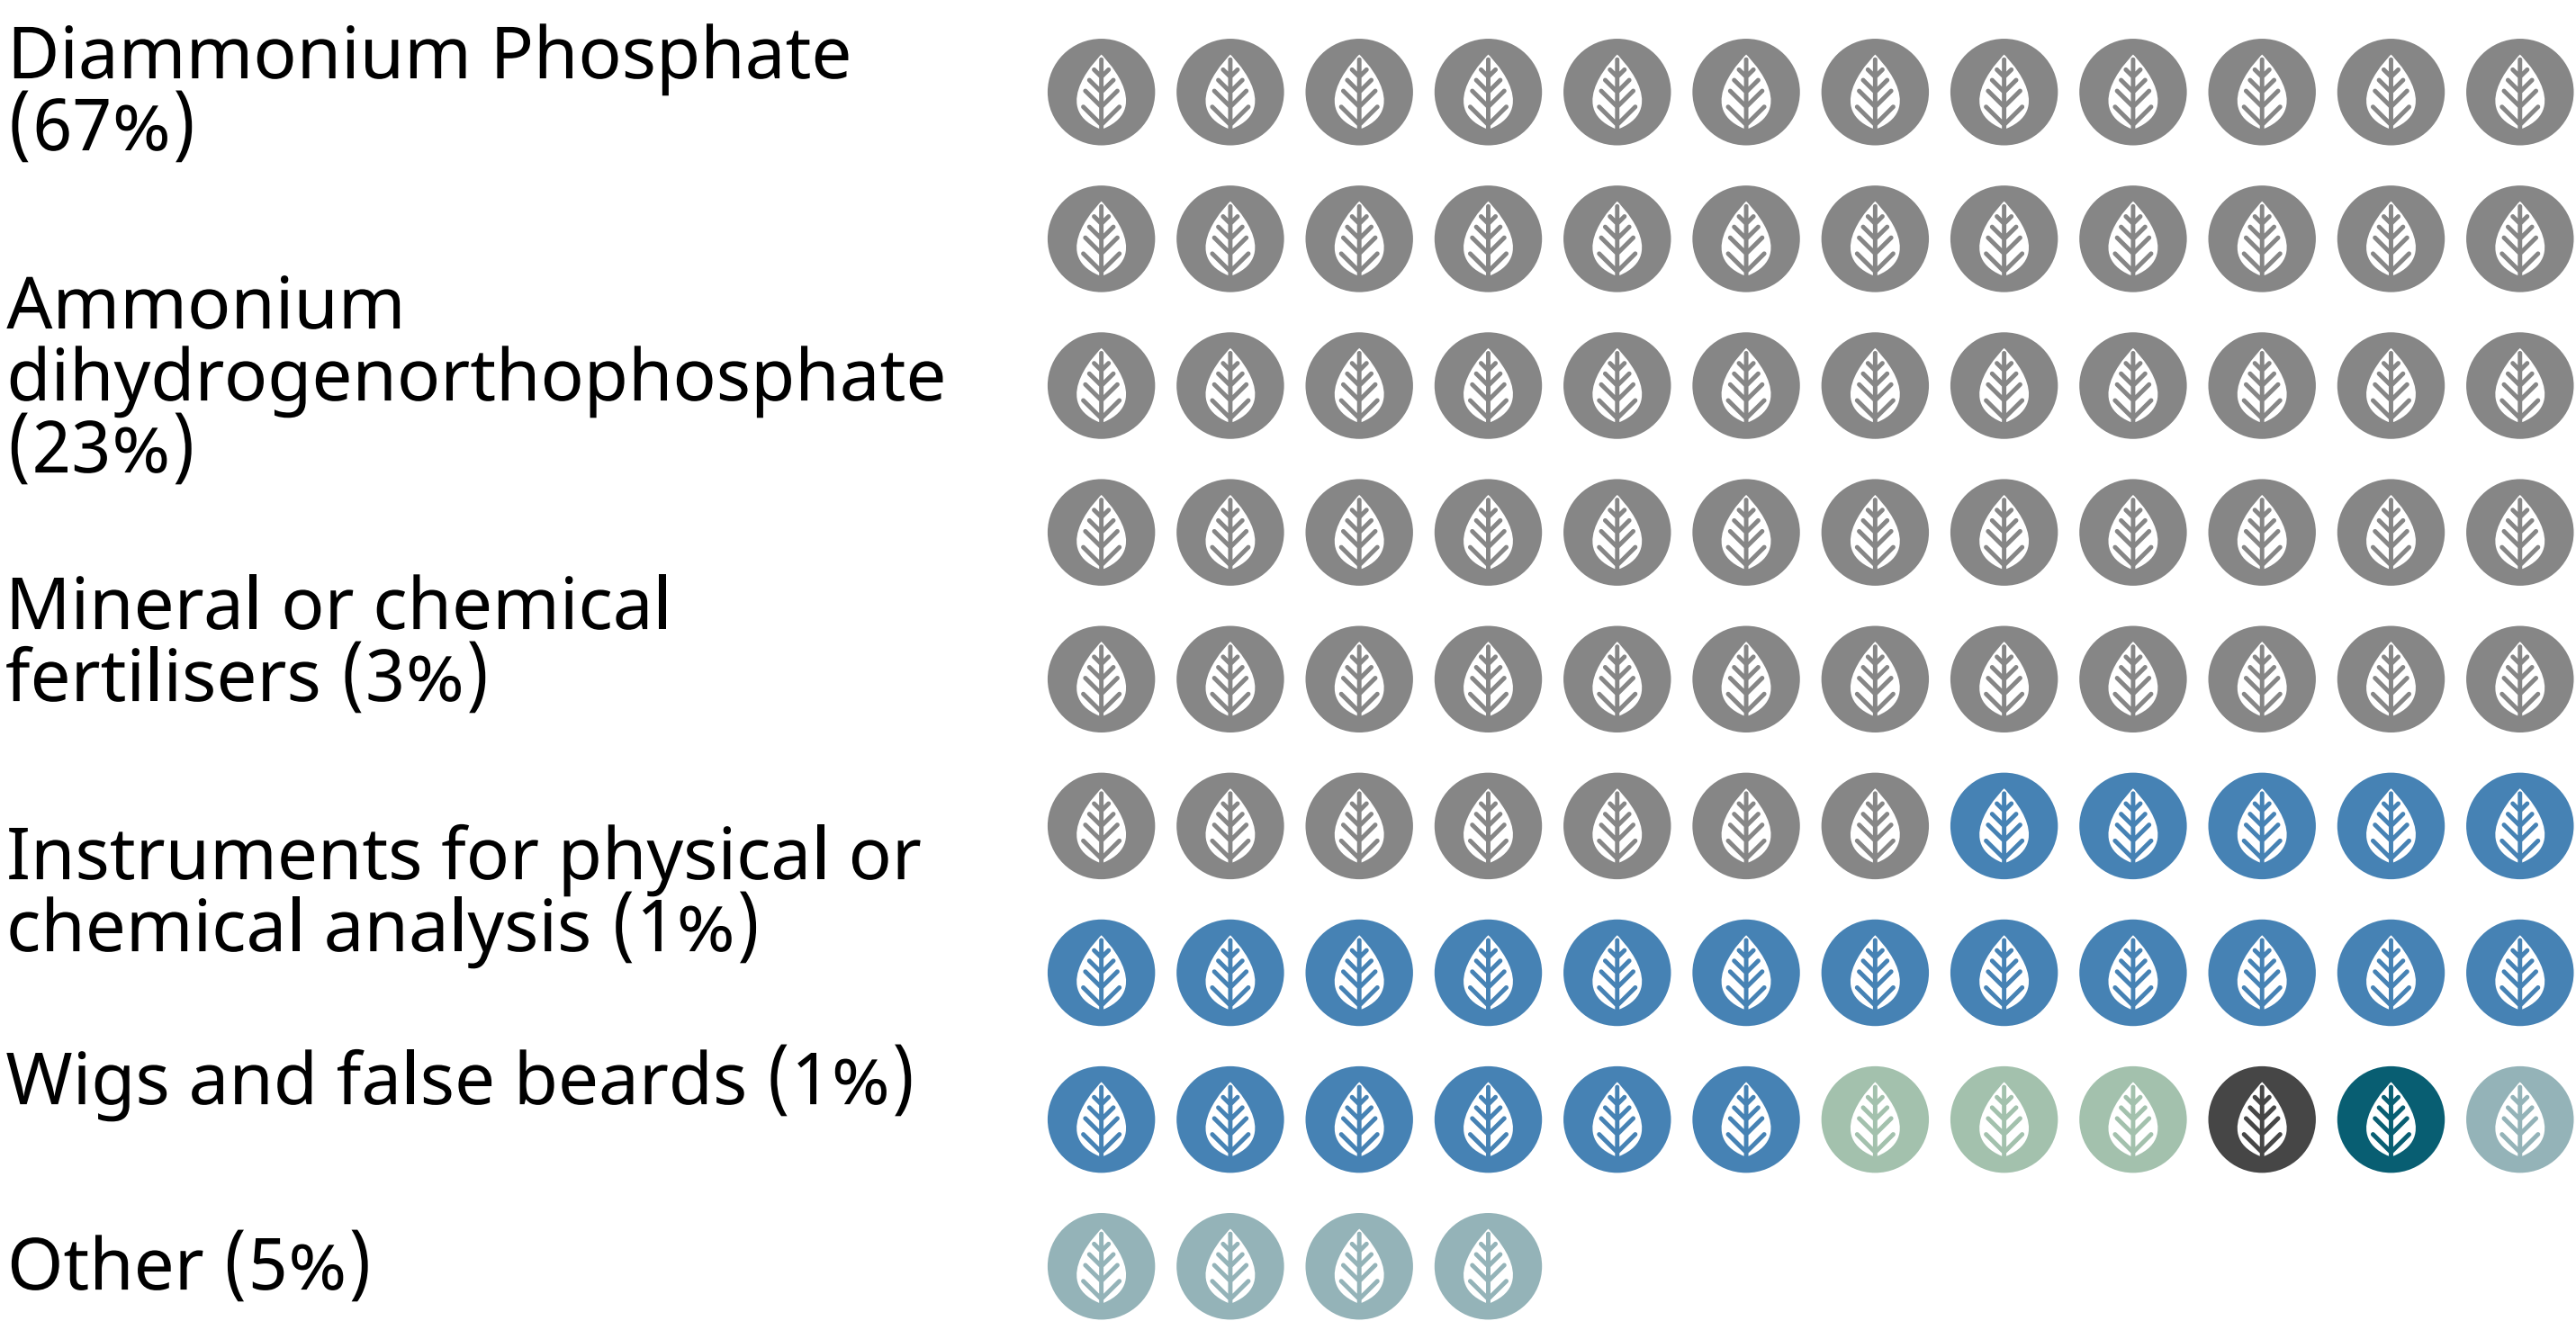 Diammonium Phosphate
(67%)
Ammonium
dihydrogenorthophosphate
(23%)
Mineral or chemical
fertilisers (3%)
Instruments for physical or
chemical analysis (1%)
Wigs and false beards (1%)
Other (5%)